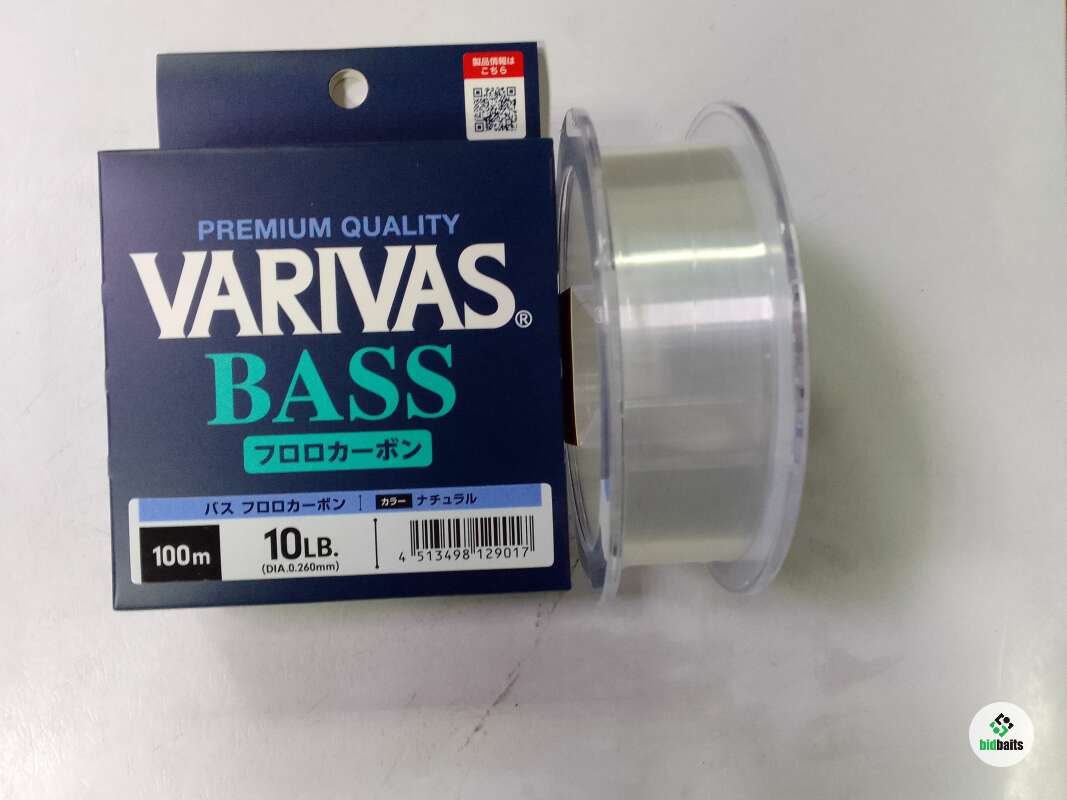 製品情報は
こちら
PREMIUM QUALITY
VARIVAS®
BASS
フロロカーボン
バス フロロカーボン カラー ナチュラル
100m
10LB.
(DIA.0.260mm)
4 513498 129017
bidbaits